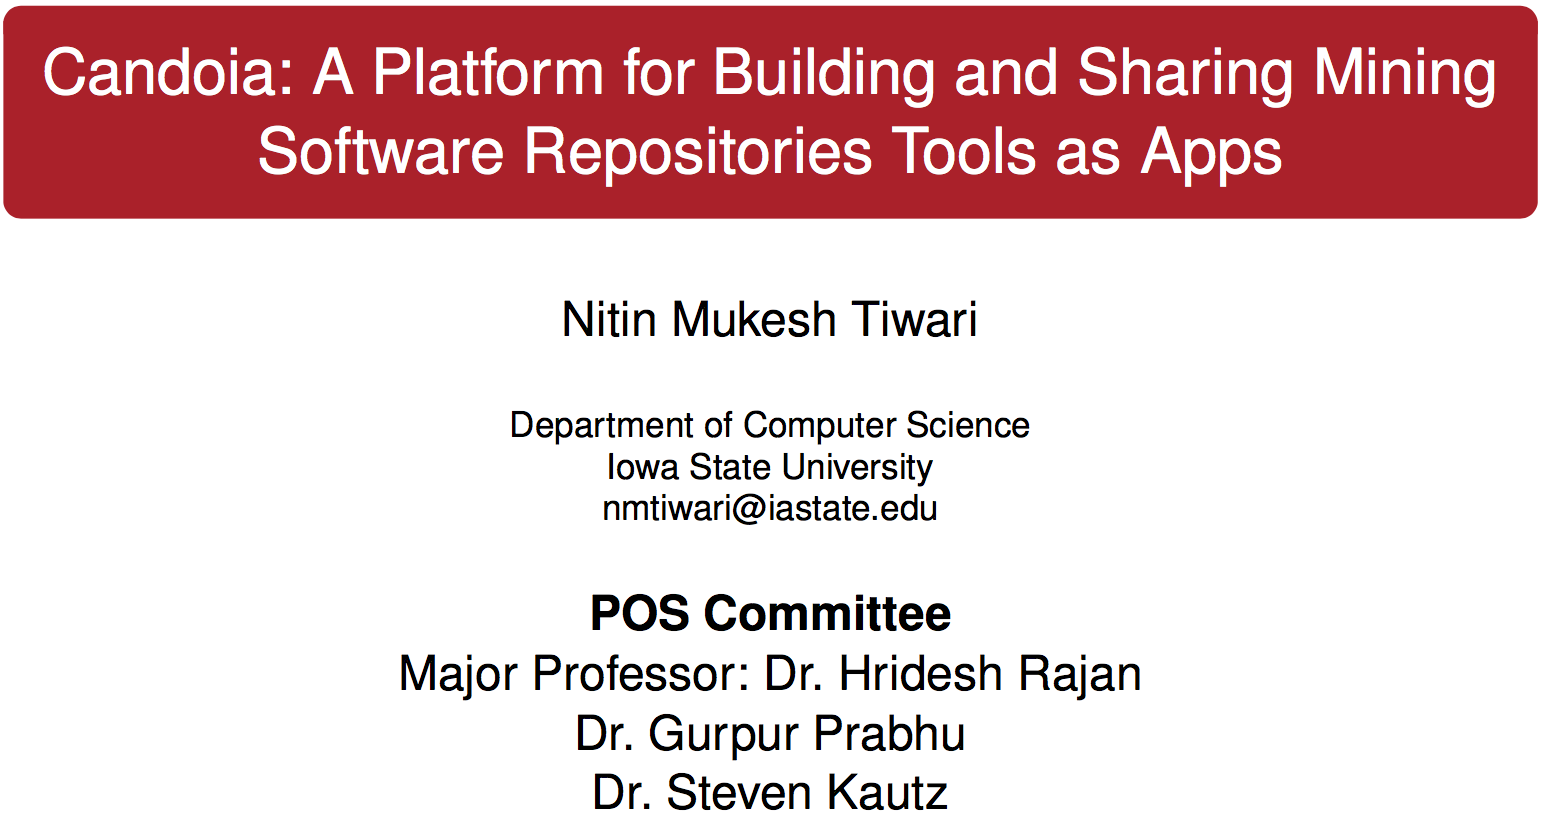 Candoia: A Platform for Building and Sharing Mining
Software Repositories Tools as Apps
Nitin Mukesh Tiwari
Department of Computer Science
Iowa State University
nmtiwari@iastate.edu
POS Committee
Major Professor: Dr. Hridesh Rajan
Dr. Gurpur Prabhu
Dr. Steven Kautz